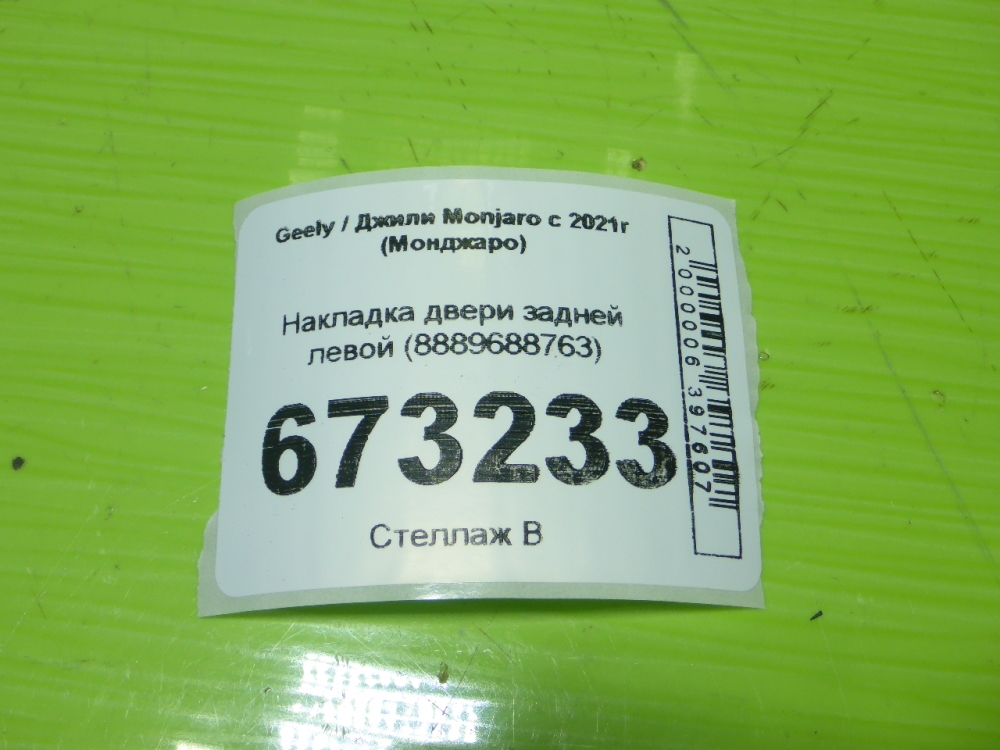 Geely / Джили Monjaro с 2021г
(Монджаро)
Накладка двери задней
левой (8889688763)
673233
Стеллаж В
2000006397607